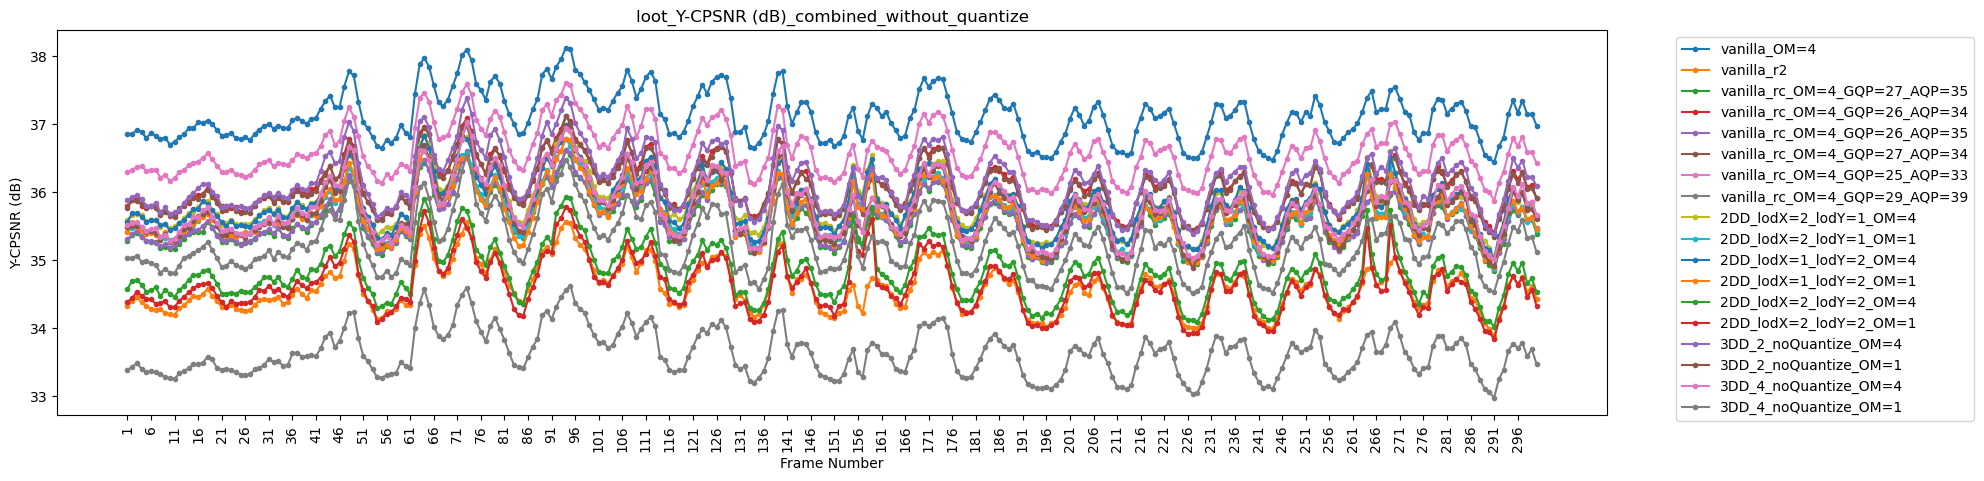 loot_Y-CPSNR (dB)_combined_without_quantize
Y-CPSNR (dB)
38
37
36
35
34
33
1 6 11 16 21 26 31 36 41 46 51 56 61 66 71 76 81 86 91 96 101 106 111 116 121 126 131 136 141 146 151 156 161 166 171 176 181 186 191 196 201 206 211 216 221 226 231 236 241 246 251 256 261 266 271 276 281 286 291 296
Frame Number
vanilla_OM=4
vanilla_r2
vanilla_rc_OM=4_GQP=27_AQP=35
vanilla_rc_OM=4_GQP=26_AQP=34
vanilla_rc_OM=4_GQP=26_AQP=35
vanilla_rc_OM=4_GQP=27_AQP=34
vanilla_rc_OM=4_GQP=25_AQP=33
vanilla_rc_OM=4_GQP=29_AQP=39
2DD_lodX=2_lodY=1_OM=4
2DD_lodX=2_lodY=1_OM=1
2DD_lodX=1_lodY=2_OM=4
2DD_lodX=1_lodY=2_OM=1
2DD_lodX=2_lodY=2_OM=4
2DD_lodX=2_lodY=2_OM=1
3DD_2_noQuantize_OM=4
3DD_2_noQuantize_OM=1
3DD_4_noQuantize_OM=4
3DD_4_noQuantize_OM=1